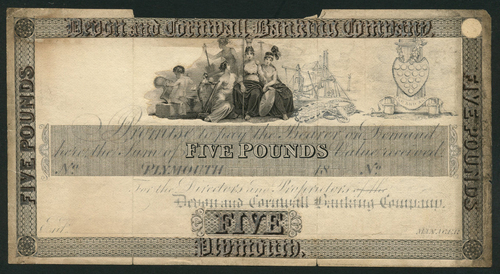 Devon and Cornwall Banking Company.
FIVE POUNDS
FIVE POUNDS
I Promise to pay the Bearer on Demand
here the Sum of FIVE POUNDS Value received
No. PLYMOUTH 18 No.
For the Directors and Proprietors of the
Devon and Cornwall Banking Company.
Entd. MANAGER
FIVE
Plymouth.